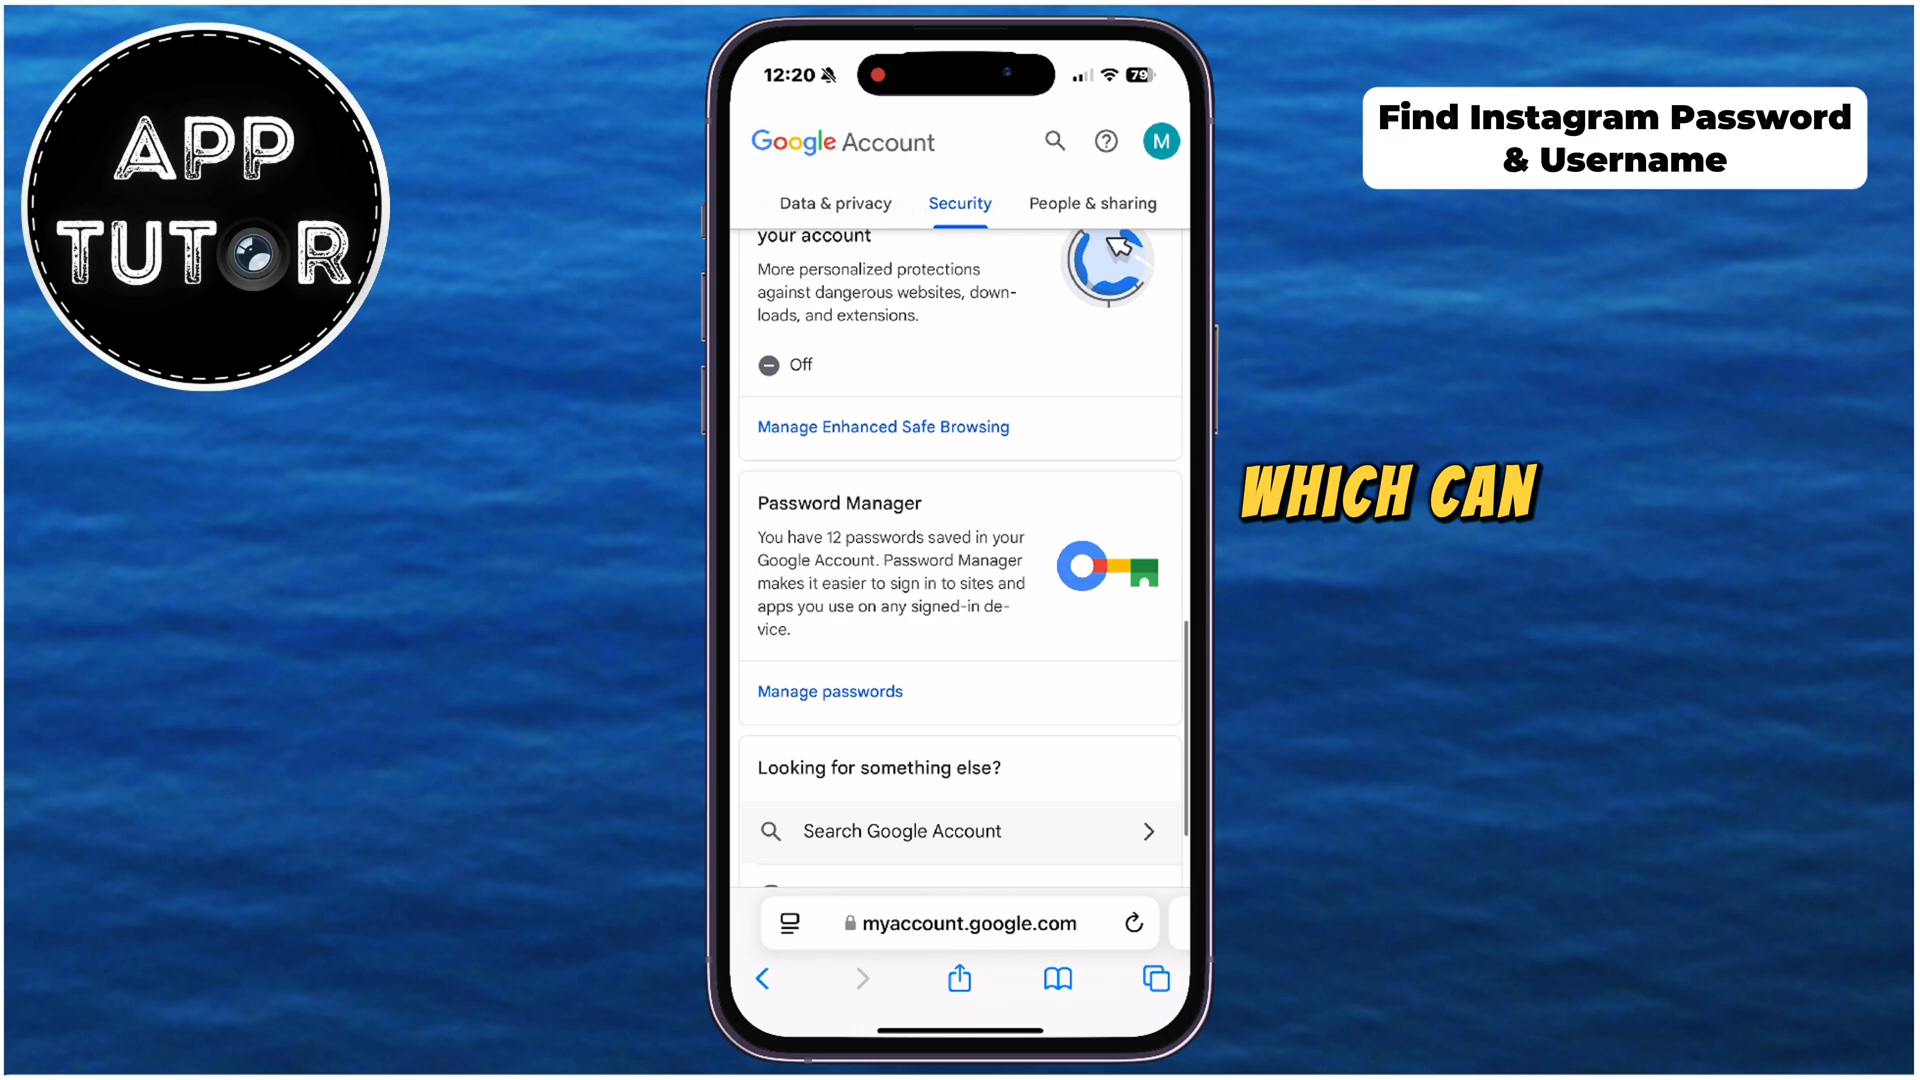 APP
TUTOR
12:20
79
Google Account
M
Data & privacy
Security
People & sharing
your account
More personalized protections
against dangerous websites, down-
loads, and extensions.
Off
Manage Enhanced Safe Browsing
Password Manager
You have 12 passwords saved in your
Google Account. Password Manager
makes it easier to sign in to sites and
apps you use on any signed-in de-
vice.
Manage passwords
Looking for something else?
Search Google Account
myaccount.google.com
Find Instagram Password
& Username
WHICH CAN